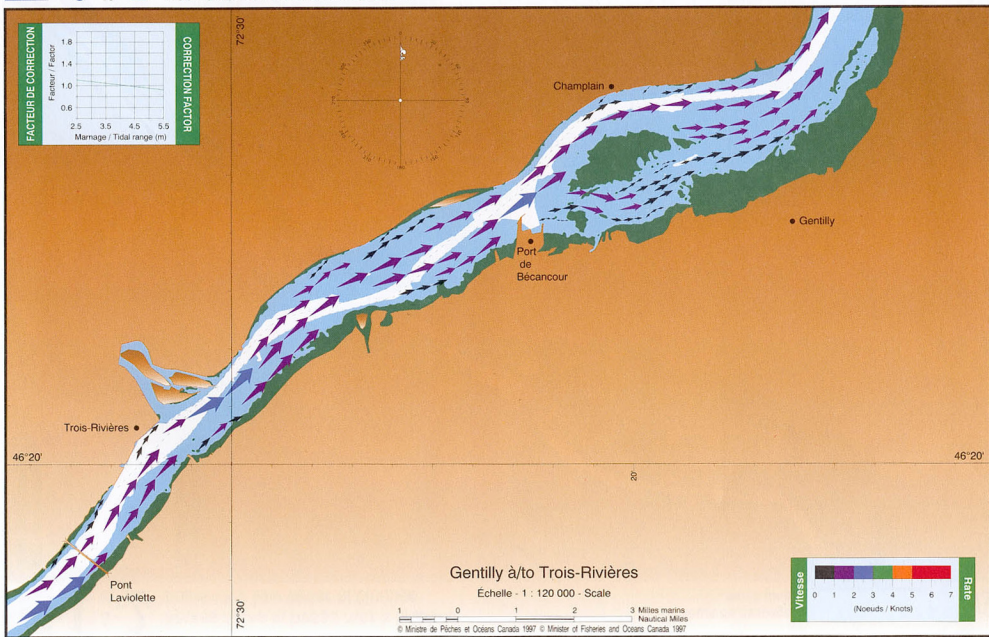 72°30'
FACTEUR DE CORRECTION
Facteur / Factor
1.8
1.4
1.0
0.6
2.5 3.5 4.5 5.5
Marnage / Tidal range (m)
CORRECTION FACTOR
Champlain
Gentilly
Port
de
Bécancour
Trois-Rivières
46°20'
46°20'
20'
Pont
Laviolette
72°30'
Gentilly à/to Trois-Rivières
Échelle - 1 : 120 000 - Scale
1 0 1 2 3 Milles marins
Nautical Miles
© Ministre de Pêches et Océans Canada 1997 © Minister of Fisheries and Oceans Canada 1997
Vitesse
0 1 2 3 4 5 6 7
(Noeuds / Knots)
Rate